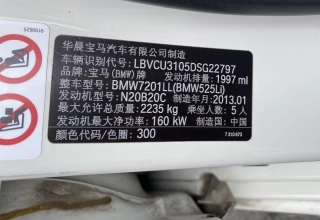 华晨宝马汽车有限公司制造
车辆识别代号: LBVCU3105DSG22797
品牌: 宝马(BMW)牌
发动机排量: 1997 ml
整车型号: BMW7201LL(BMW525Li)
发动机型号: N20B20C 制造年月: 2013.01
最大允许总质量: 2235 kg 乘坐人数: 5人
发动机最大净功率: 160 kW 制造国: 中国
颜色代码/色圈: 300
7 310 673